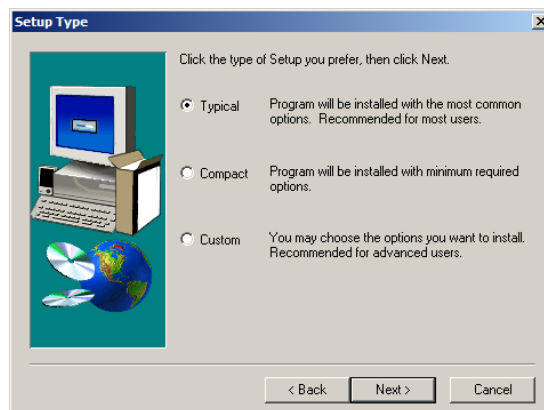 Setup Type
Click the type of Setup you prefer, then click Next.
Typical
Program will be installed with the most common
options. Recommended for most users.
Compact
Program will be installed with minimum required
options.
Custom
You may choose the options you want to install.
Recommended for advanced users.
< Back
Next >
Cancel